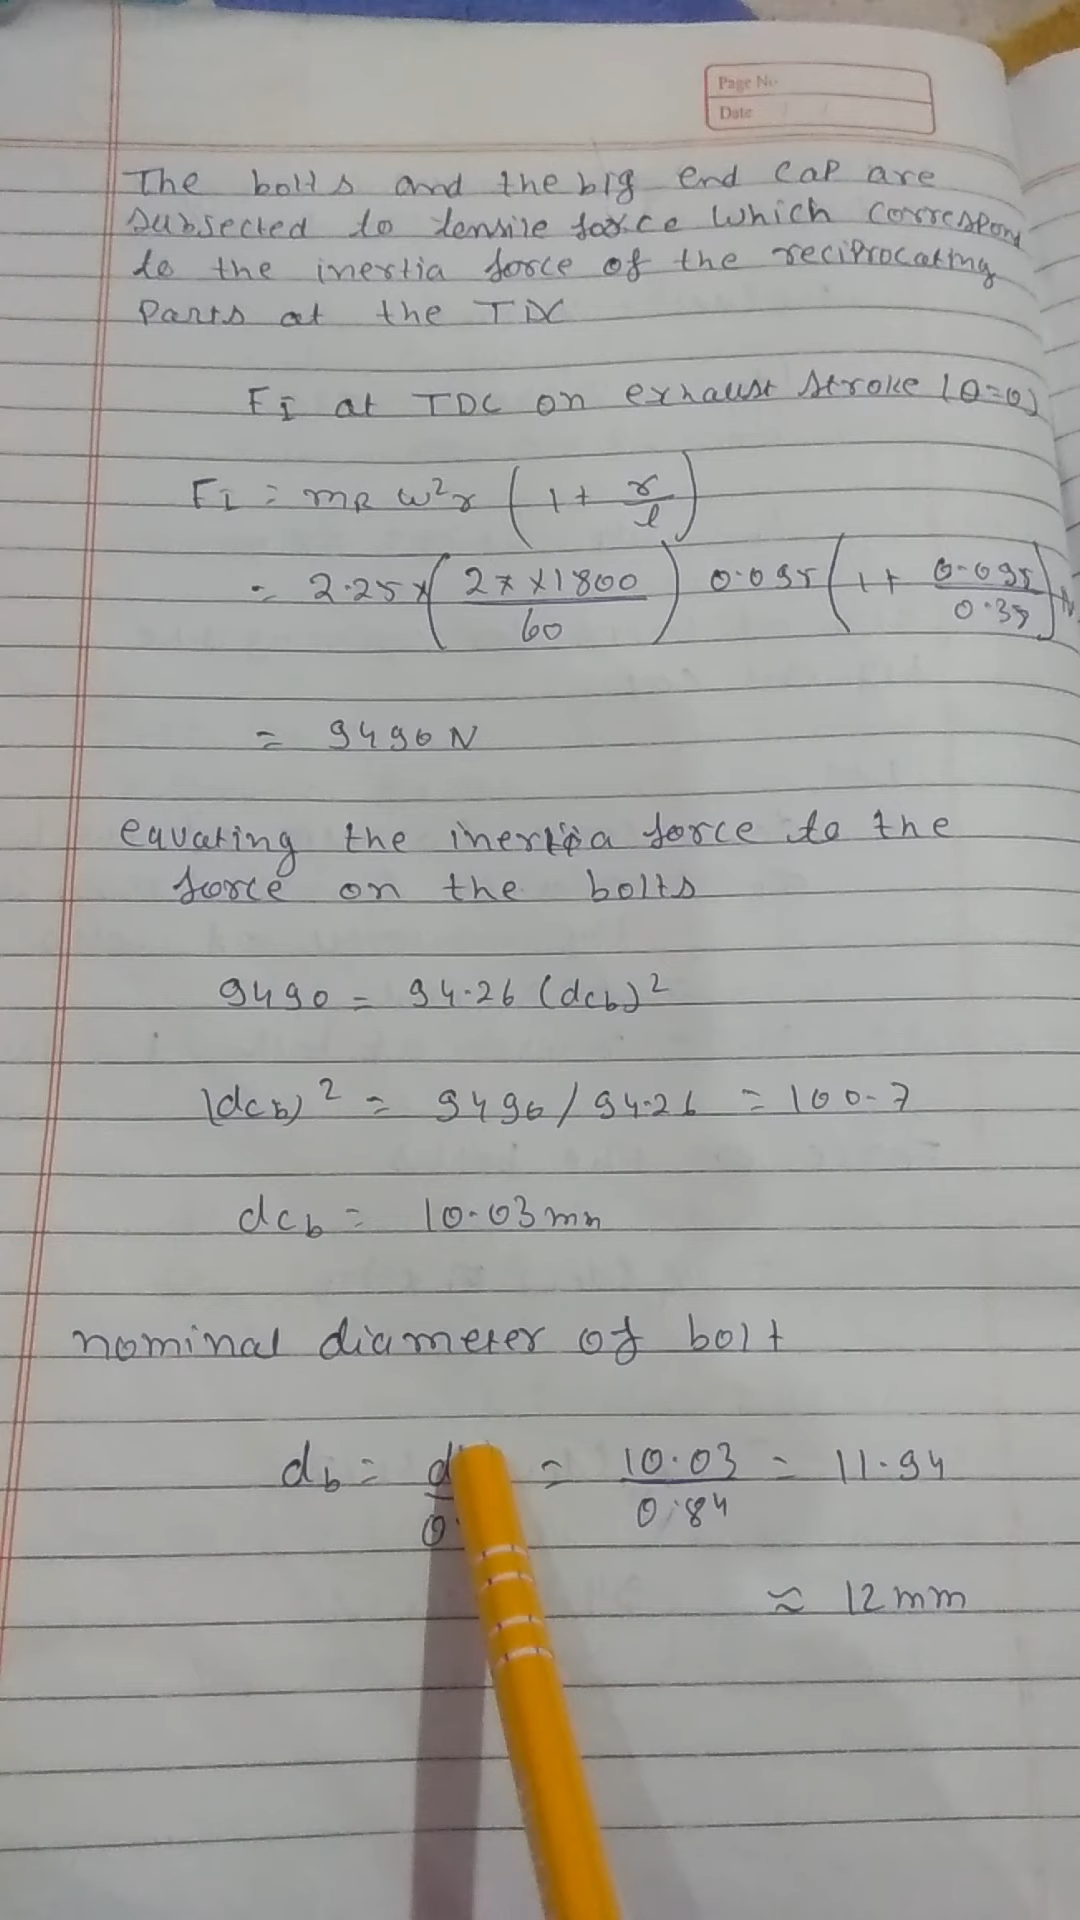 Page No.
Date
The bolts and the big end cap are
subsected to tensile force which correspond
to the inertia force of the reciprocating
parts at the TDC
FI at TDC on exhaust stroke (θ=0)
FI = mR ω²r (1 + r/l)
= 2.25 × (2π×1800/60) 0.095 (1 + 0.095/0.38)
= 9490 N
equating the inertia force to the
force on the bolts
9490 = 94.26 (dcb)²
(dcb)² = 9490/94.26 = 100.7
dcb = 10.03 mm
nominal diameter of bolt
db = = 10.03/0.84 = 11.94
≈ 12 mm